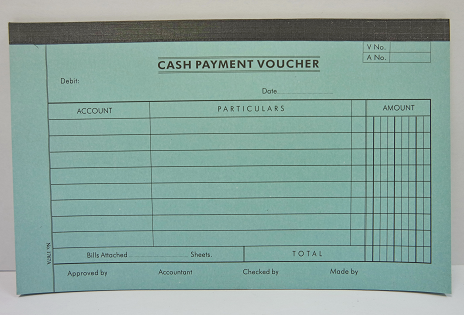 V No.
A No.
CASH PAYMENT VOUCHER
Debit:
Date
ACCOUNT PARTICULARS AMOUNT
Bills Attached Sheets. TOTAL
Approved by Accountant Checked by Made by